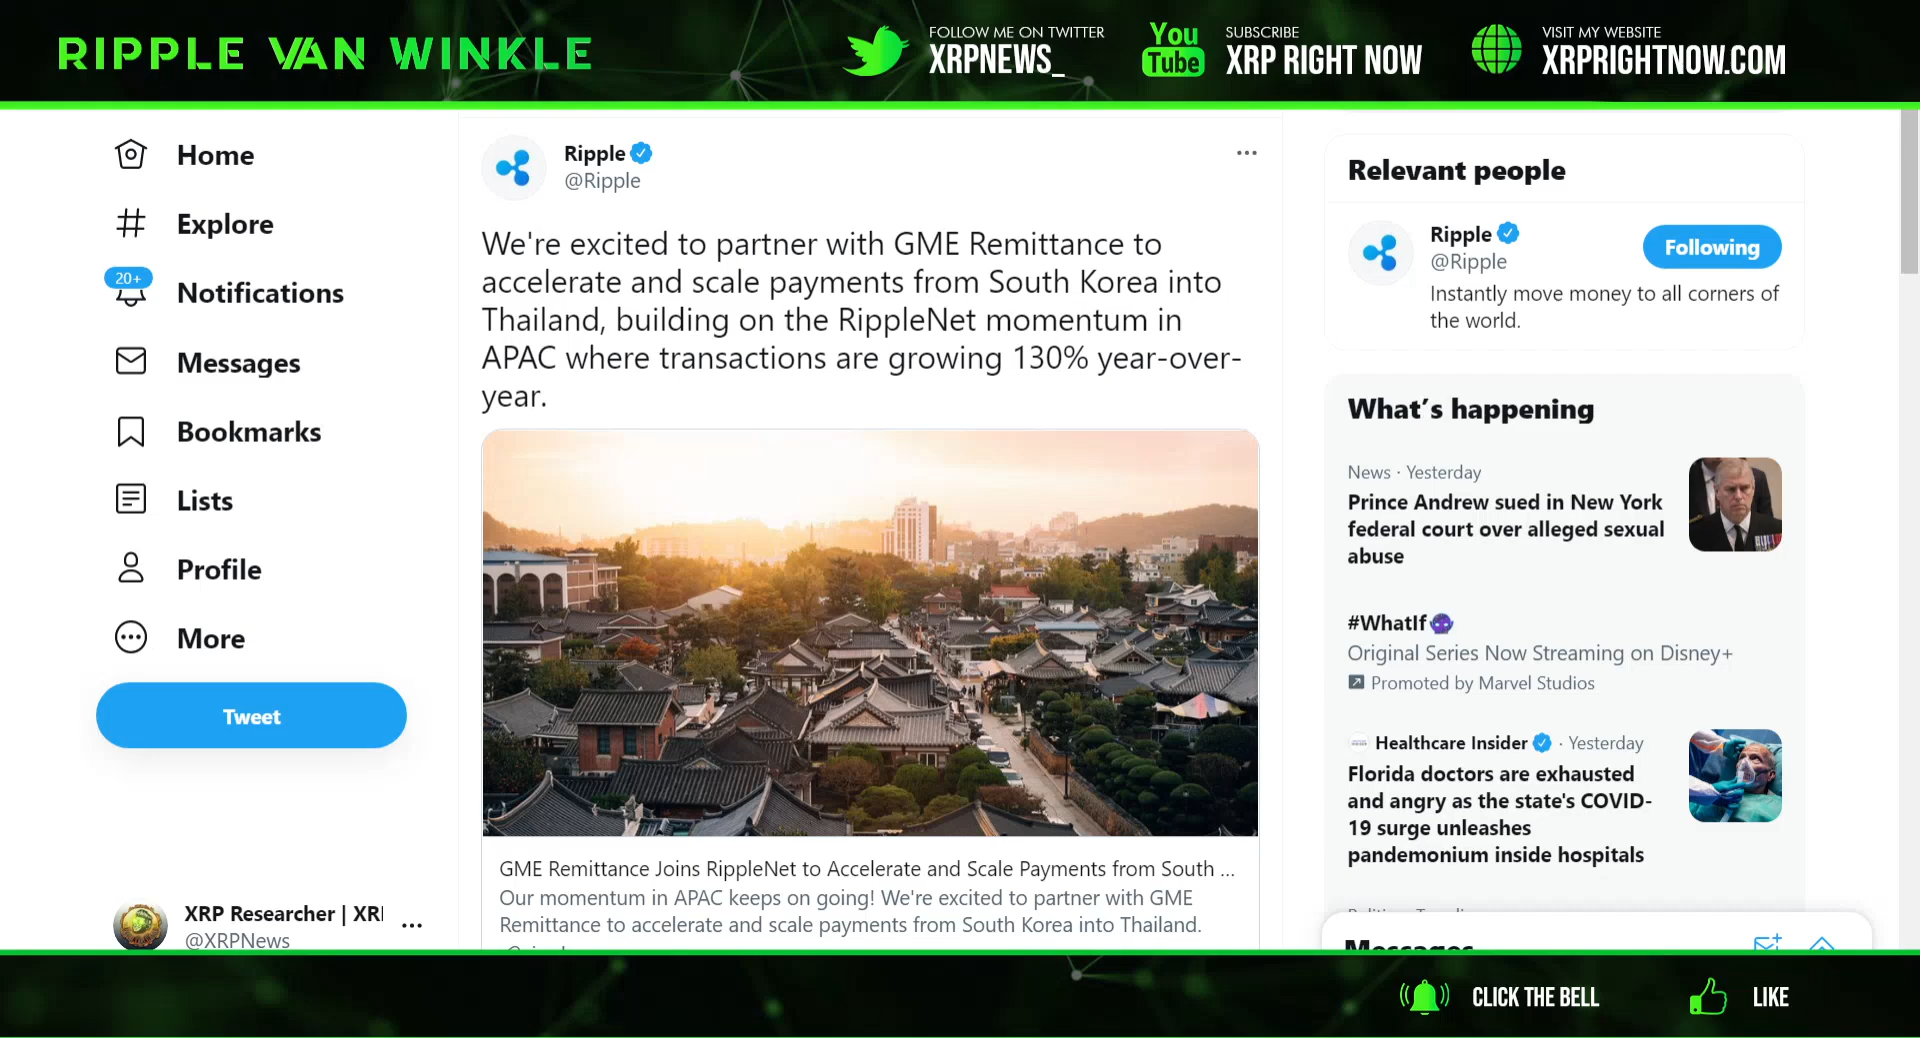 RIPPLE VAN WINKLE
FOLLOW ME ON TWITTER
XRPNEWS_
You
Tube
SUBSCRIBE
XRP RIGHT NOW
VISIT MY WEBSITE
XRPRIGHTNOW.COM
Home
Explore
20+
Notifications
Messages
Bookmarks
Lists
Profile
More
Tweet
XRP Researcher | XRI
@XRPNews
Ripple
@Ripple
We're excited to partner with GME Remittance to
accelerate and scale payments from South Korea into
Thailand, building on the RippleNet momentum in
APAC where transactions are growing 130% year-over-
year.
GME Remittance Joins RippleNet to Accelerate and Scale Payments from South ...
Our momentum in APAC keeps on going! We're excited to partner with GME
Remittance to accelerate and scale payments from South Korea into Thailand.
Relevant people
Ripple
@Ripple
Following
Instantly move money to all corners of
the world.
What's happening
News · Yesterday
Prince Andrew sued in New York
federal court over alleged sexual
abuse
#WhatIf
Original Series Now Streaming on Disney+
Promoted by Marvel Studios
Healthcare Insider · Yesterday
Florida doctors are exhausted
and angry as the state's COVID-
19 surge unleashes
pandemonium inside hospitals
Messages
CLICK THE BELL
LIKE